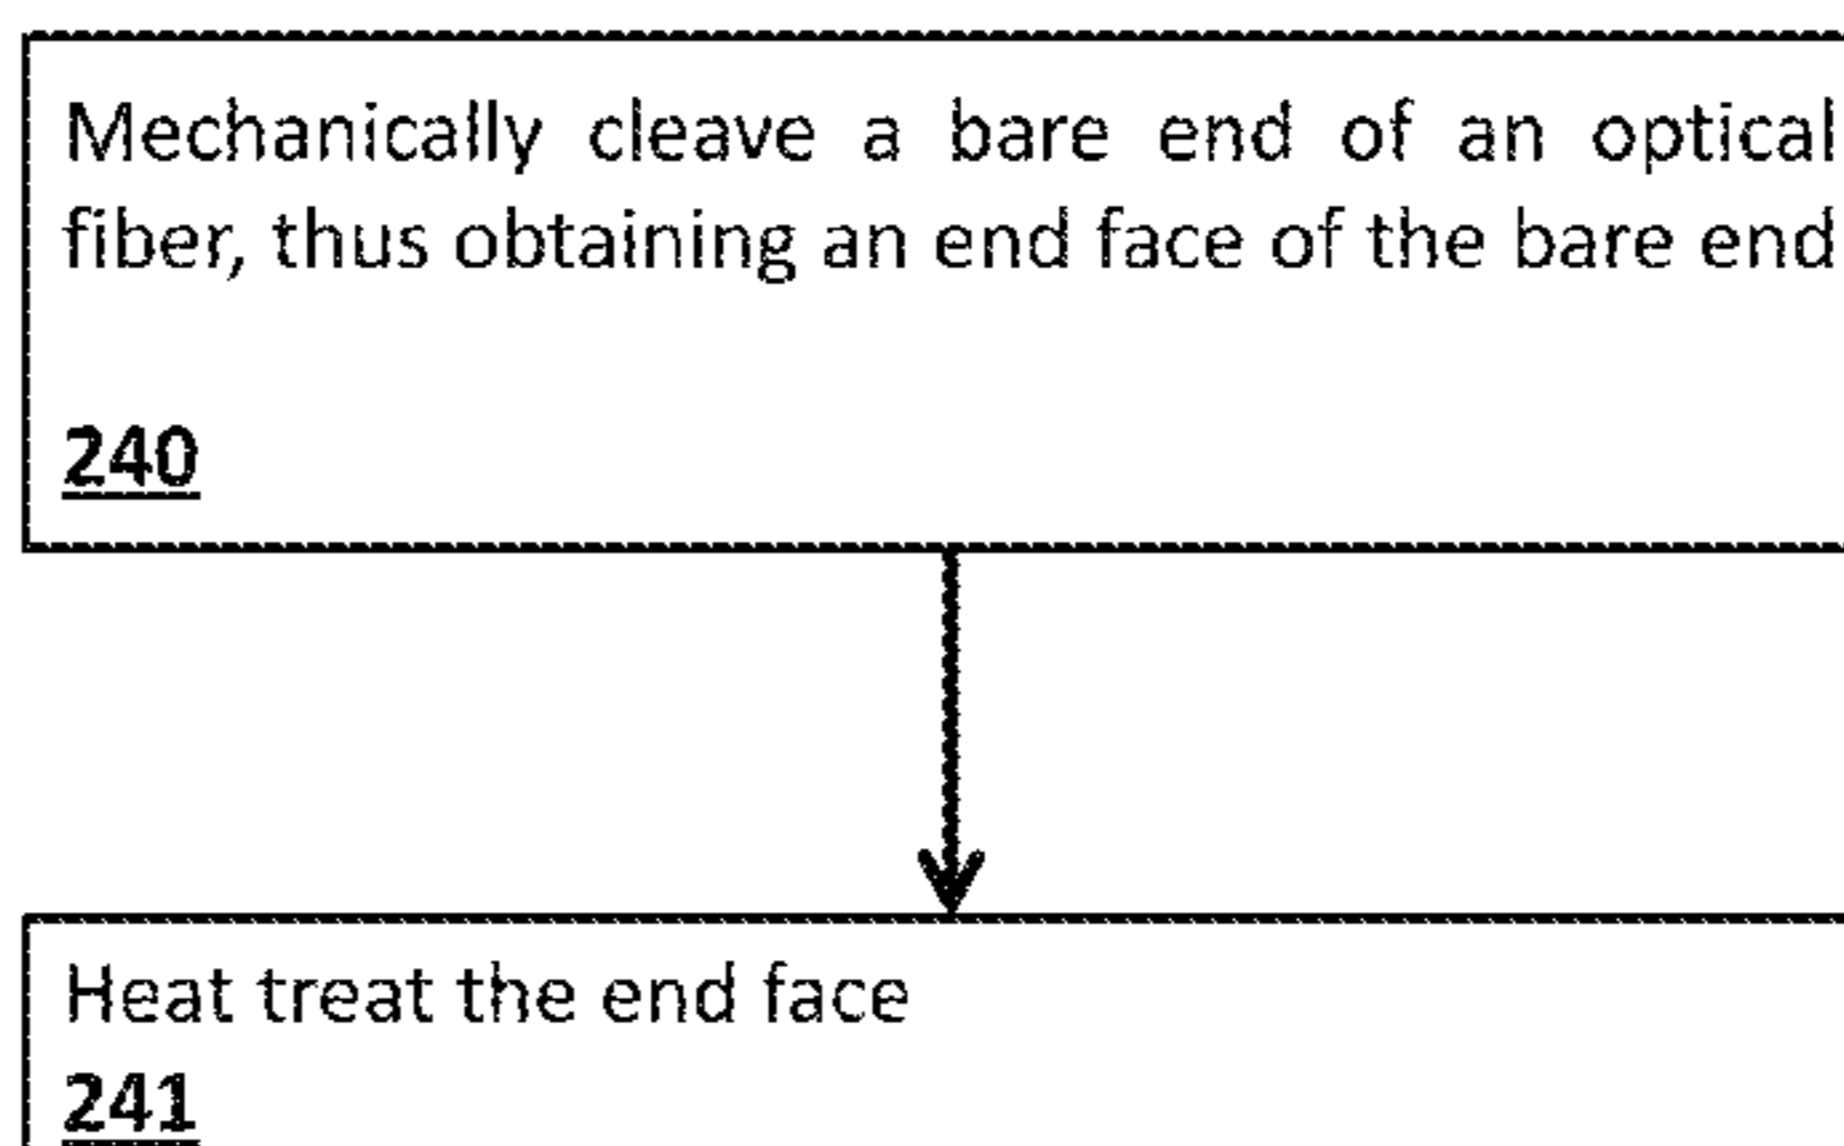 Mechanically cleave a bare end of an optical
fiber, thus obtaining an end face of the bare end
240
Heat treat the end face
241